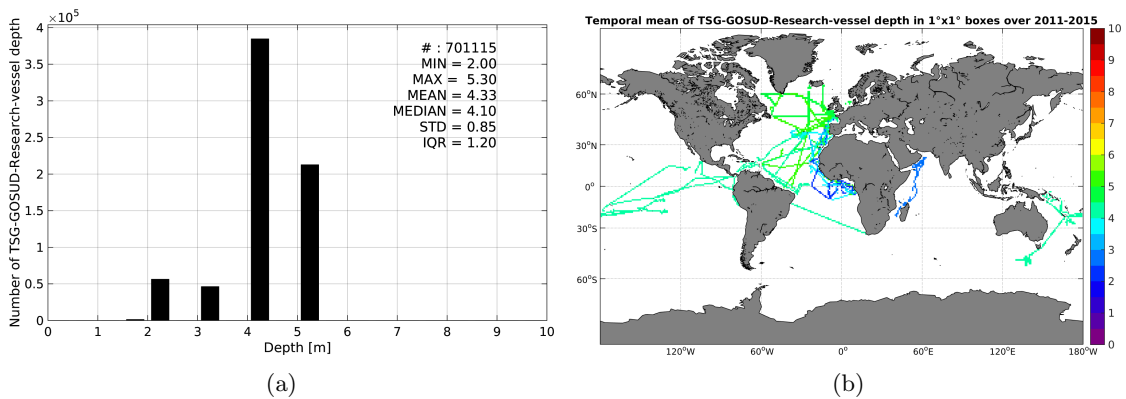 ×10⁵
Number of TSG-GOSUD-Research-vessel depth
4
3.5
3
2.5
2
1.5
1
0.5
0
# : 701115
MIN = 2.00
MAX = 5.30
MEAN = 4.33
MEDIAN = 4.10
STD = 0.85
IQR = 1.20
0 1 2 3 4 5 6 7 8 9 10
Depth [m]
(a)
Temporal mean of TSG-GOSUD-Research-vessel depth in 1°x1° boxes over 2011-2015
60°N
30°N
0°
30°S
60°S
120°W 60°W 0° 60°E 120°E 180°W
10
9
8
7
6
5
4
3
2
1
0
(b)